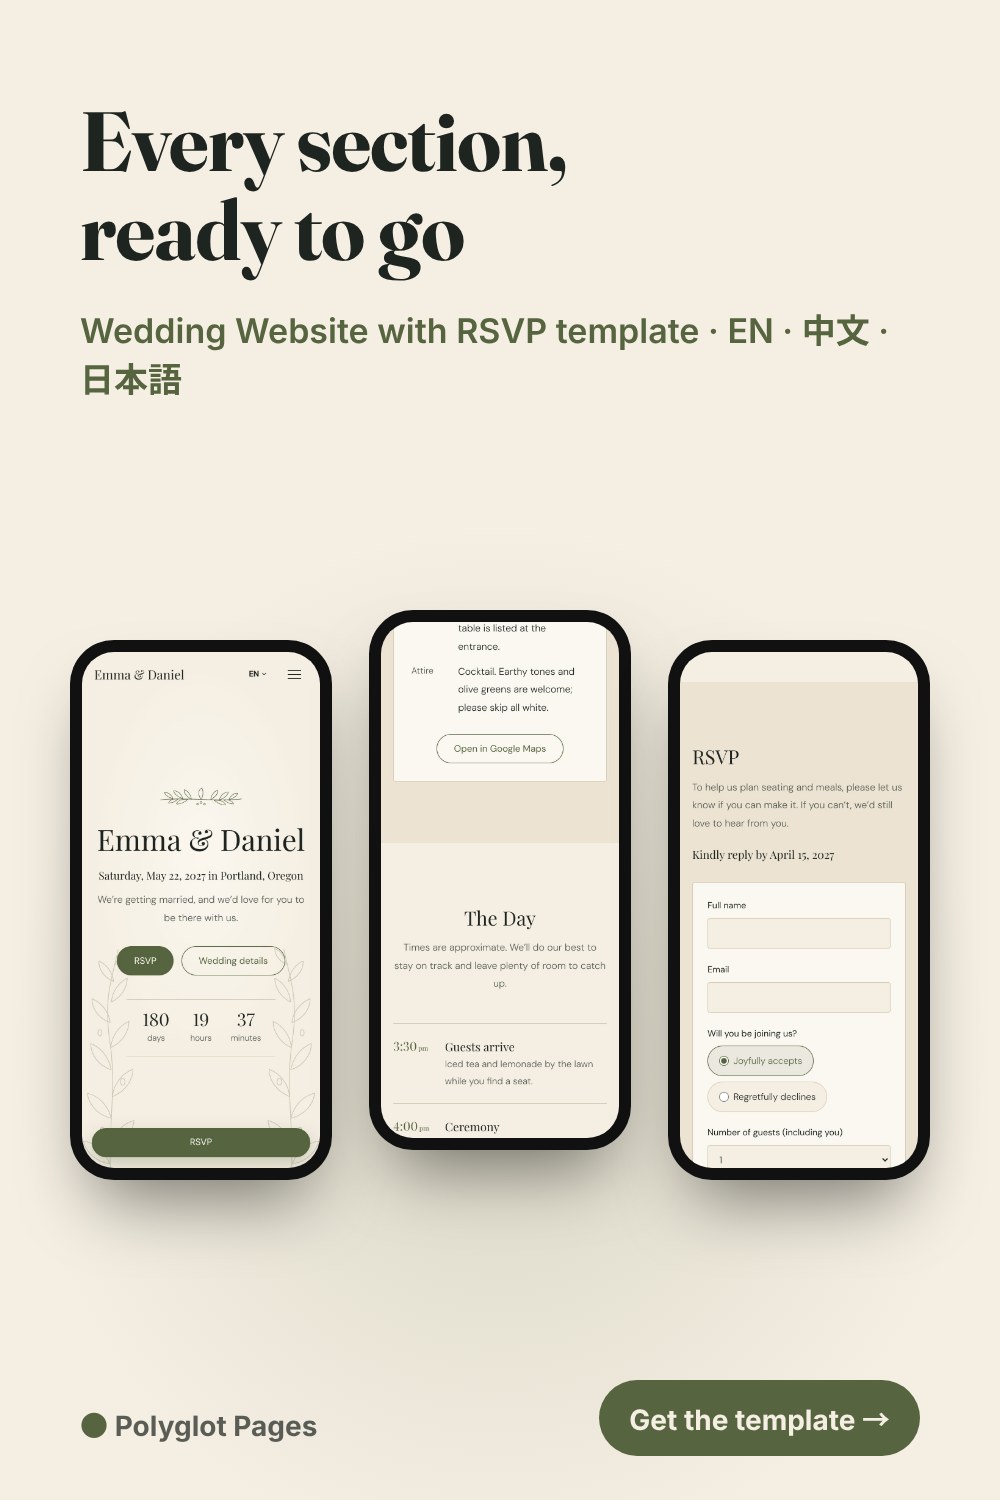 Every section,
ready to go
Wedding Website with RSVP template · EN · 中文 ·
日本語
Emma & Daniel
EN
Emma & Daniel
Saturday, May 22, 2027 in Portland, Oregon
We're getting married, and we'd love for you to
be there with us.
RSVP
Wedding details
180 19 37
days hours minutes
RSVP
table is listed at the
entrance.
Attire Cocktail. Earthy tones and
olive greens are welcome;
please skip all white.
Open in Google Maps
The Day
Times are approximate. We'll do our best to
stay on track and leave plenty of room to catch
up.
3:30 pm Guests arrive
Iced tea and lemonade by the lawn
while you find a seat.
4:00 pm Ceremony
RSVP
To help us plan seating and meals, please let us
know if you can make it. If you can't, we'd still
love to hear from you.
Kindly reply by April 15, 2027
Full name
Email
Will you be joining us?
Joyfully accepts
Regretfully declines
Number of guests (including you)
1
Polyglot Pages
Get the template →